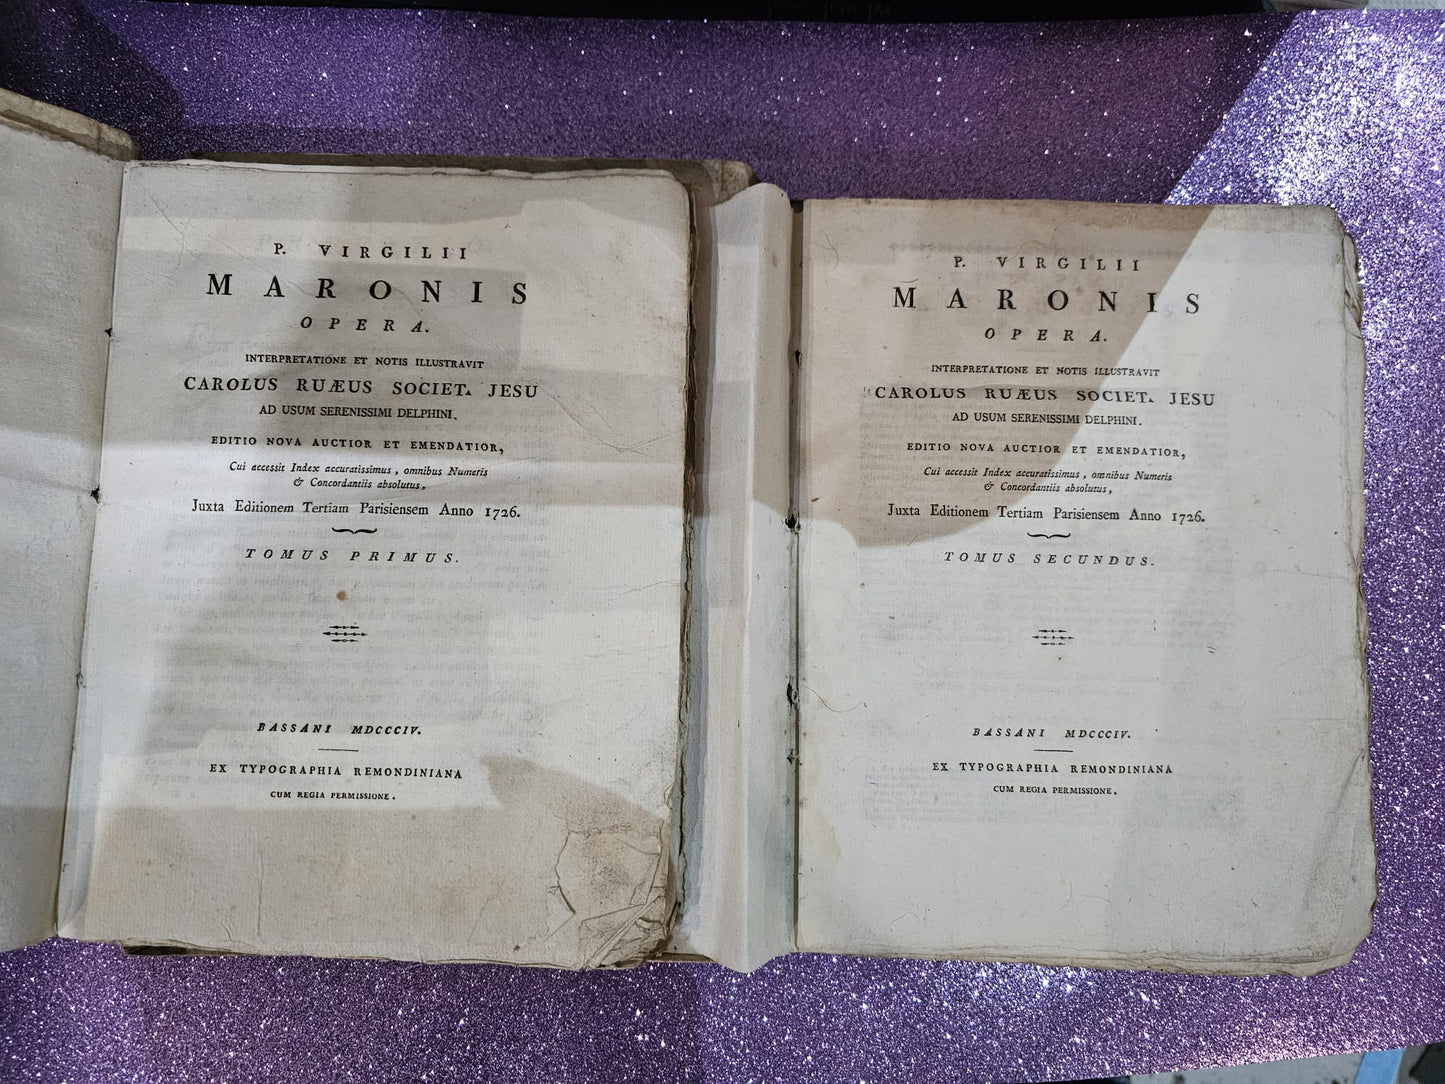 P. VIRGILII
MARONIS
OPERA.
INTERPRETATIONE ET NOTIS ILLUSTRAVIT
CAROLUS RUÆUS SOCIET. JESU
AD USUM SERENISSIMI DELPHINI.
EDITIO NOVA AUCTIOR ET EMENDATIOR,
Cui accessit Index accuratissimus, omnibus Numeris
& Concordantiis absolutus,
Juxta Editionem Tertiam Parisiensem Anno 1726.
TOMUS PRIMUS.
BASSANI MDCCCIV.
EX TYPOGRAPHIA REMONDINIANA
CUM REGIA PERMISSIONE.
P. VIRGILII
MARONIS
OPERA.
INTERPRETATIONE ET NOTIS ILLUSTRAVIT
CAROLUS RUÆUS SOCIET. JESU
AD USUM SERENISSIMI DELPHINI.
EDITIO NOVA AUCTIOR ET EMENDATIOR,
Cui accessit Index accuratissimus, omnibus Numeris
& Concordantiis absolutus,
Juxta Editionem Tertiam Parisiensem Anno 1726.
TOMUS SECUNDUS.
BASSANI MDCCCIV.
EX TYPOGRAPHIA REMONDINIANA
CUM REGIA PERMISSIONE.